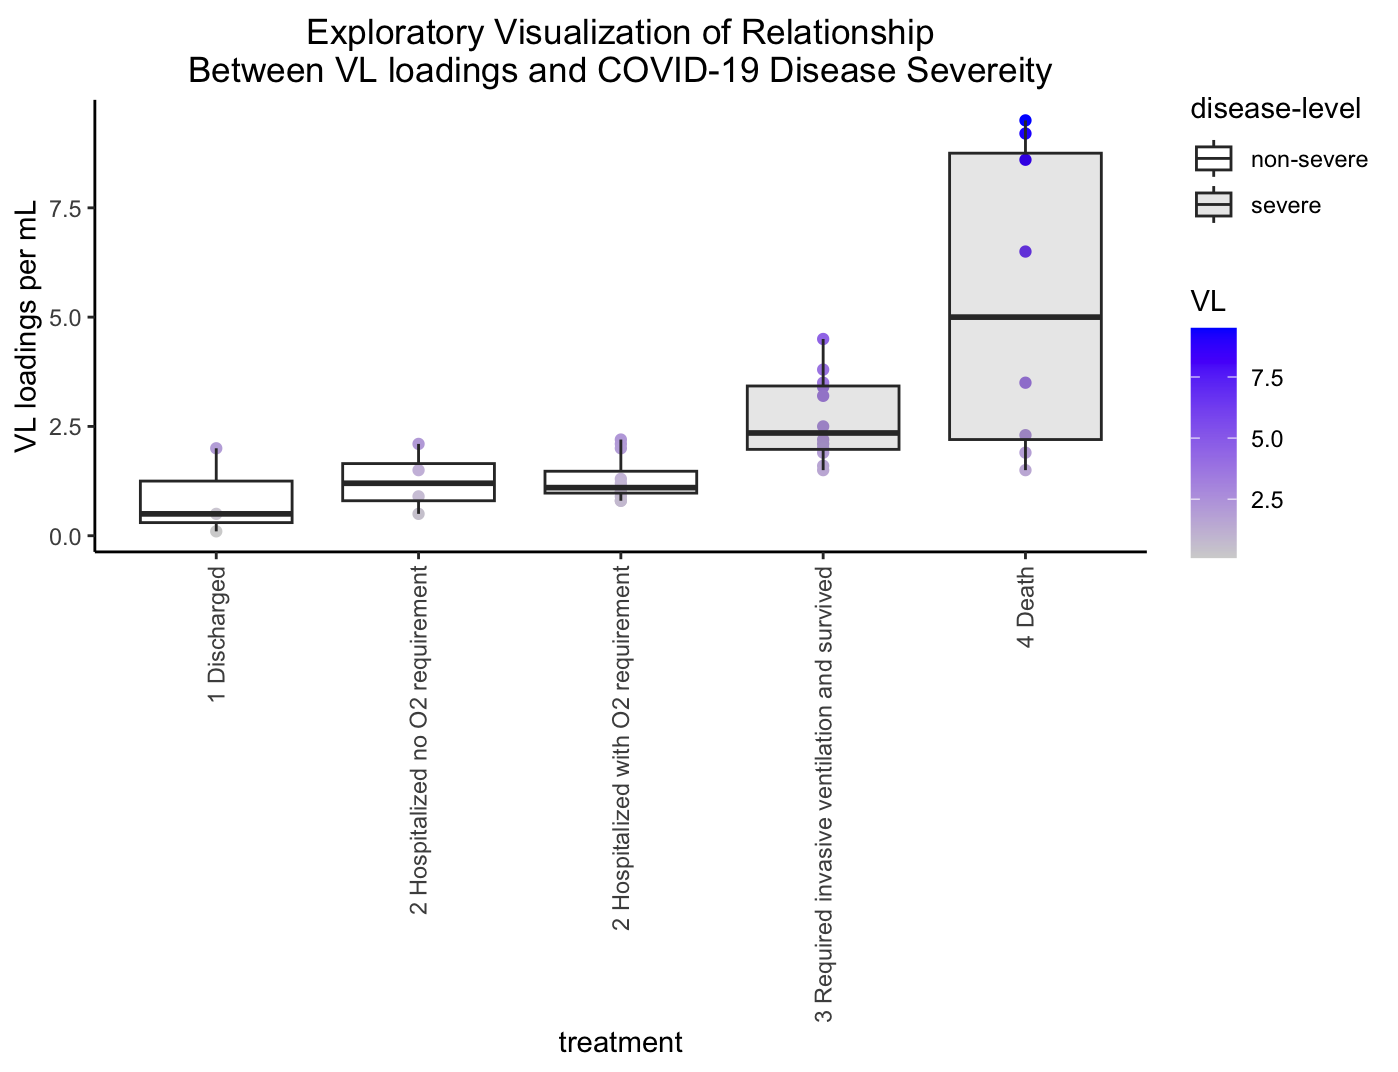 Exploratory Visualization of Relationship
Between VL loadings and COVID-19 Disease Severeity
VL loadings per mL
7.5
5.0
2.5
0.0
1 Discharged
2 Hospitalized no O2 requirement
2 Hospitalized with O2 requirement
3 Required invasive ventilation and survived
4 Death
treatment
disease-level
non-severe
severe
VL
7.5
5.0
2.5